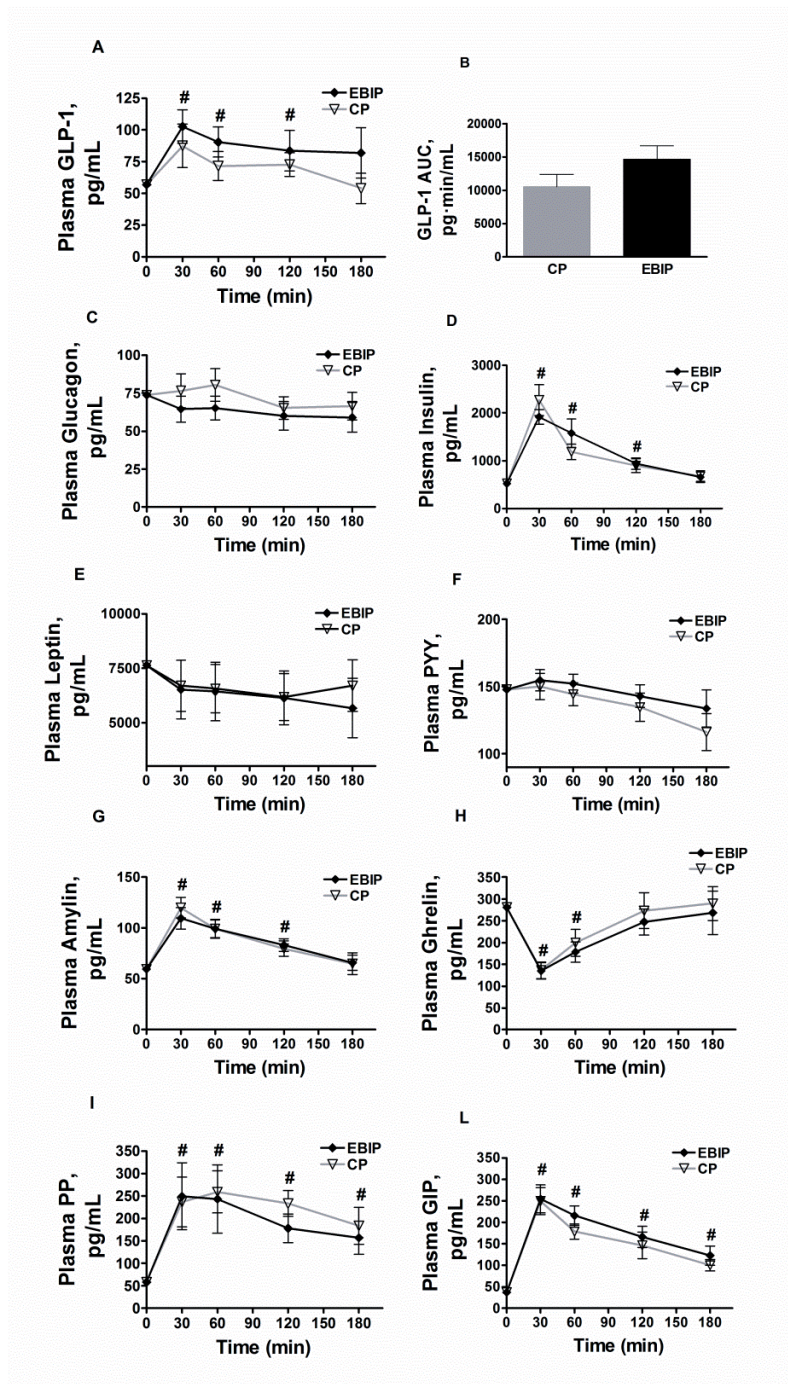 A
Plasma GLP-1,
pg/mL
125
100
75
50
25
0
# # #
EBIP
CP
0 30 60 90 120 150 180
Time (min)
B
GLP-1 AUC,
pg·min/mL
20000
15000
10000
5000
0
CP EBIP
C
Plasma Glucagon,
pg/mL
100
75
50
25
0
EBIP
CP
0 30 60 90 120 150 180
Time (min)
D
Plasma Insulin,
pg/mL
3000
2000
1000
0
# # #
EBIP
CP
0 30 60 90 120 150 180
Time (min)
E
Plasma Leptin,
pg/mL
10000
7500
5000
EBIP
CP
0 30 60 90 120 150 180
Time (min)
F
Plasma PYY,
pg/mL
200
150
100
EBIP
CP
0 30 60 90 120 150 180
Time (min)
G
Plasma Amylin,
pg/mL
150
100
50
0
# # #
EBIP
CP
0 30 60 90 120 150 180
Time (min)
H
Plasma Ghrelin,
pg/mL
350
300
250
200
150
100
50
0
# #
EBIP
CP
0 30 60 90 120 150 180
Time (min)
I
Plasma PP,
pg/mL
350
300
250
200
150
100
50
0
# # # #
EBIP
CP
0 30 60 90 120 150 180
Time (min)
L
Plasma GIP,
pg/mL
350
300
250
200
150
100
50
0
# # # #
EBIP
CP
0 30 60 90 120 150 180
Time (min)